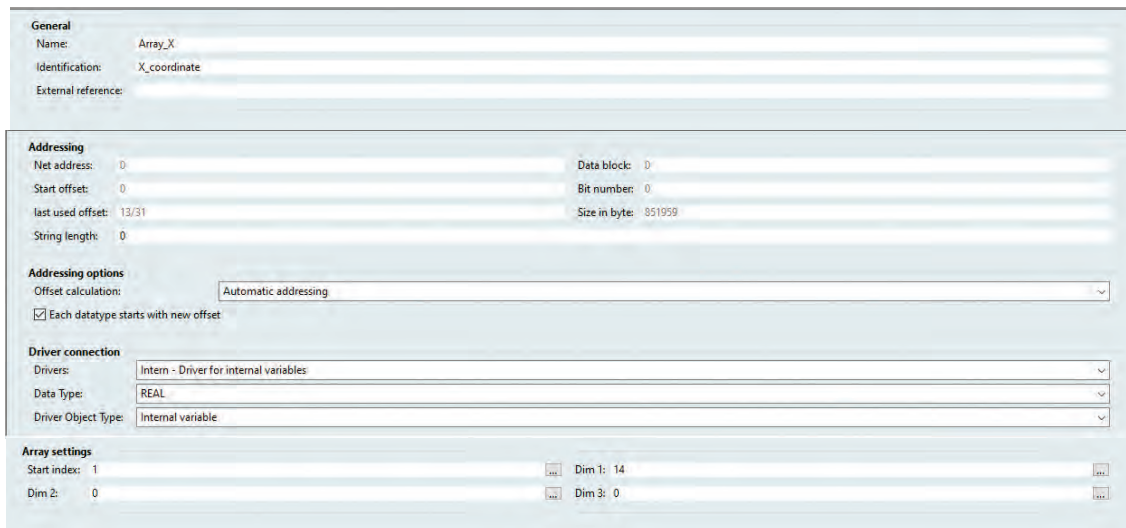 General
Name: Array_X
Identification: X_coordinate
External reference:
Addressing
Net address: 0 Data block: 0
Start offset: 0 Bit number: 0
last used offset: 13/31 Size in byte: 851959
String length: 0
Addressing options
Offset calculation: Automatic addressing
Each datatype starts with new offset
Driver connection
Drivers: Intern - Driver for internal variables
Data Type: REAL
Driver Object Type: Internal variable
Array settings
Start index: 1 ... Dim 1: 14 ...
Dim 2: 0 ... Dim 3: 0 ...